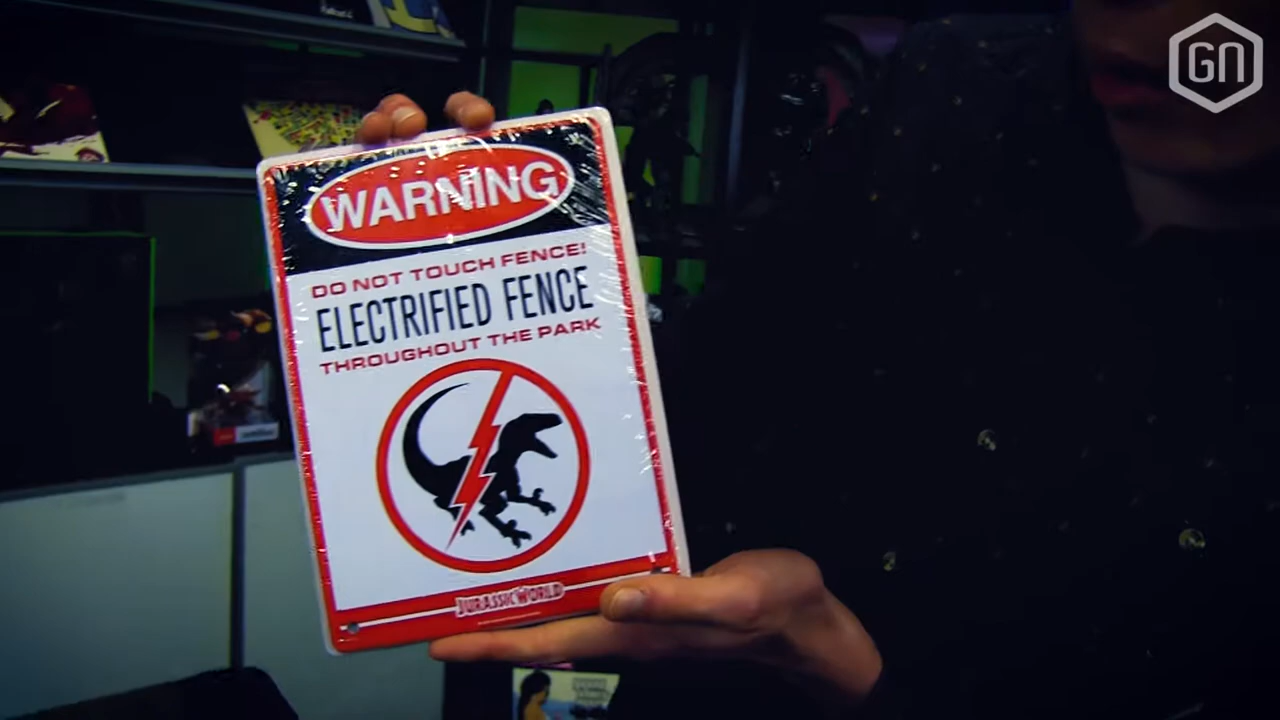 GN
WARNING
DO NOT TOUCH FENCE!
ELECTRIFIED FENCE
THROUGHOUT THE PARK
JURASSIC WORLD